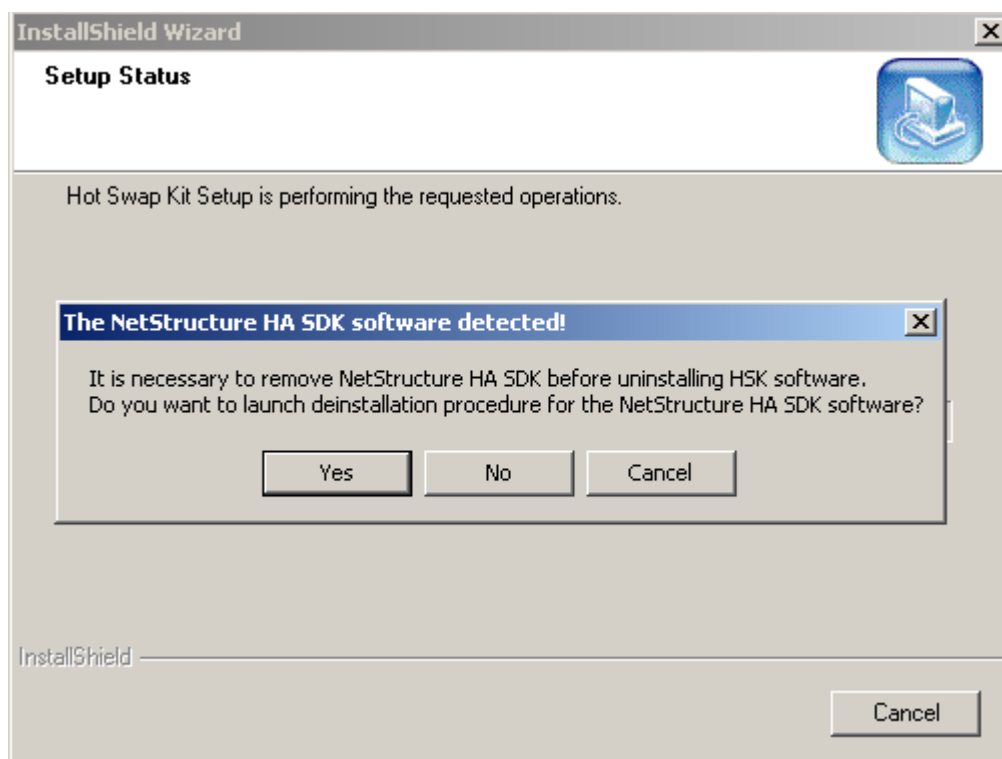 InstallShield Wizard
Setup Status
Hot Swap Kit Setup is performing the requested operations.
The NetStructure HA SDK software detected!
It is necessary to remove NetStructure HA SDK before uninstalling HSK software.
Do you want to launch deinstallation procedure for the NetStructure HA SDK software?
Yes No Cancel
InstallShield
Cancel